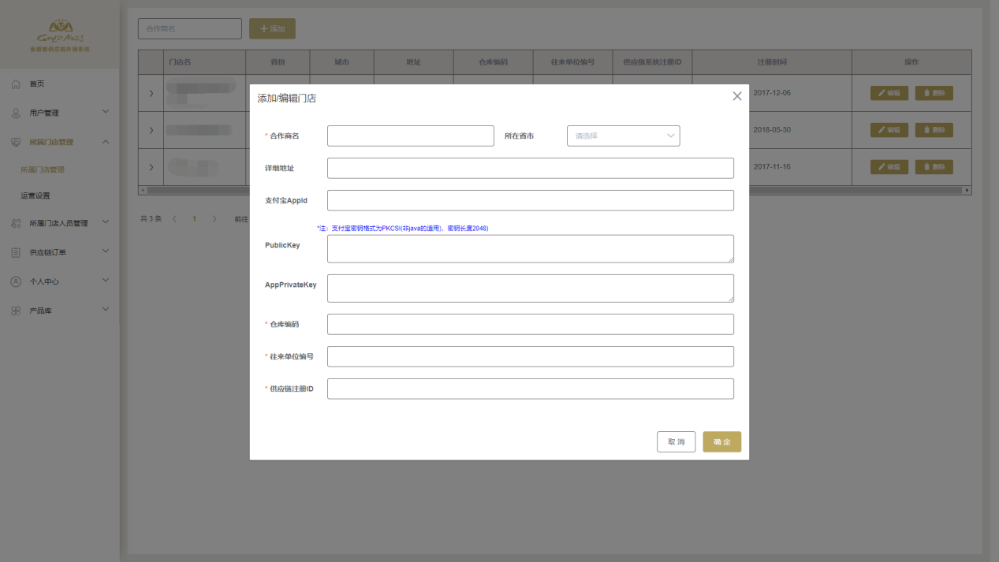 合作商名
+ 添加
金蝶娜供应链外销系统
首页
用户管理
所属门店管理
所属门店管理
运营设置
所属门店人员管理
供应链订单
个人中心
产品库
门店名 省份 城市 地址 仓库编码 往来单位编号 供应链系统注册ID 注册时间 操作
2017-12-06 编辑 删除
2018-05-30 编辑 删除
2017-11-16 编辑 删除
共 3 条 1 前往
添加/编辑门店
* 合作商名 所在省市 请选择
详细地址
支付宝AppId
*注：支付宝密钥格式为PKCSI(非java的适用)，密钥长度2048)
PublicKey
AppPrivateKey
* 仓库编码
* 往来单位编号
* 供应链注册ID
取 消 确 定